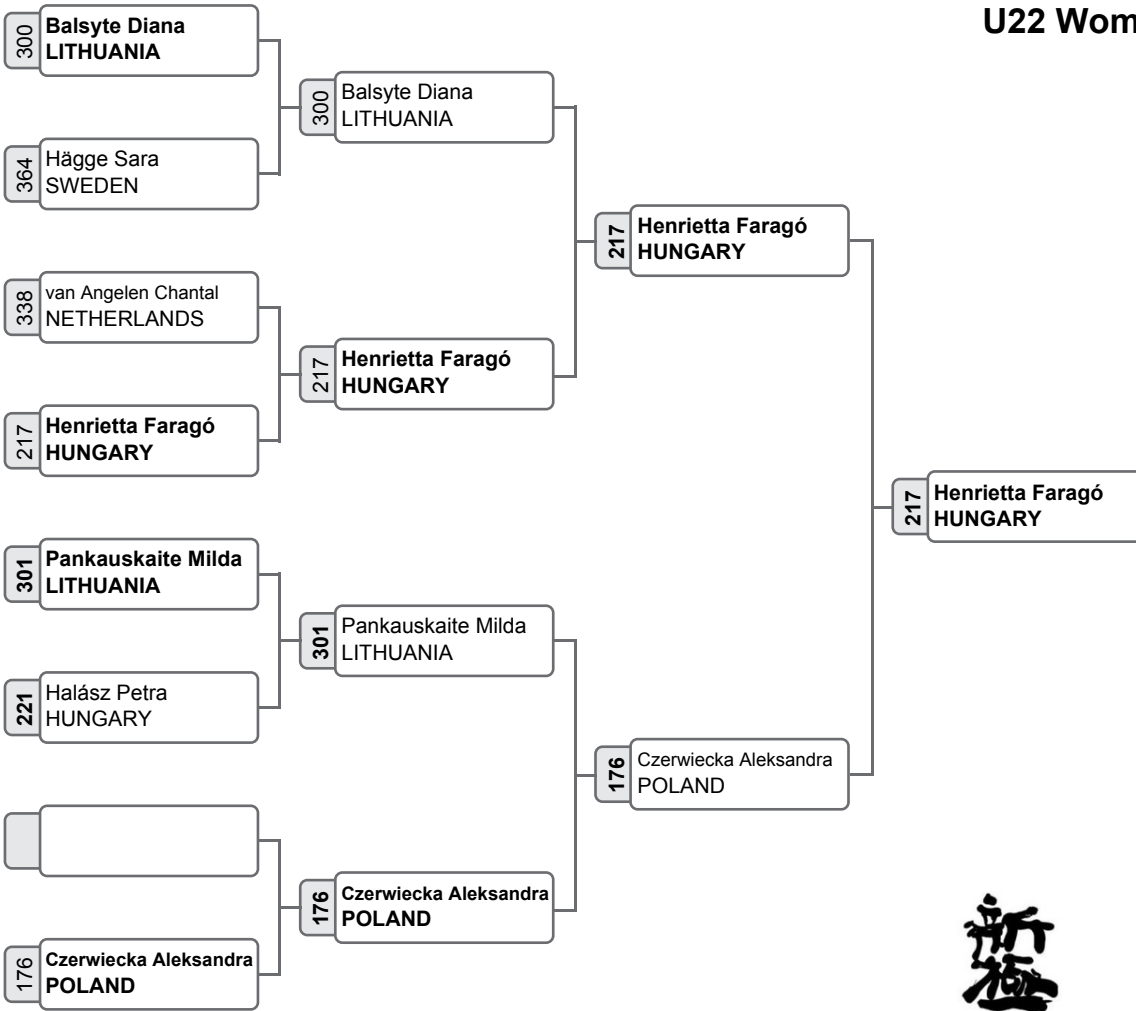 U22 Wom
300
Balsyte Diana
LITHUANIA
364
Hägge Sara
SWEDEN
338
van Angelen Chantal
NETHERLANDS
217
Henrietta Faragó
HUNGARY
301
Pankauskaite Milda
LITHUANIA
221
Halász Petra
HUNGARY
176
Czerwiecka Aleksandra
POLAND
300
Balsyte Diana
LITHUANIA
217
Henrietta Faragó
HUNGARY
301
Pankauskaite Milda
LITHUANIA
176
Czerwiecka Aleksandra
POLAND
217
Henrietta Faragó
HUNGARY
176
Czerwiecka Aleksandra
POLAND
217
Henrietta Faragó
HUNGARY
新
極